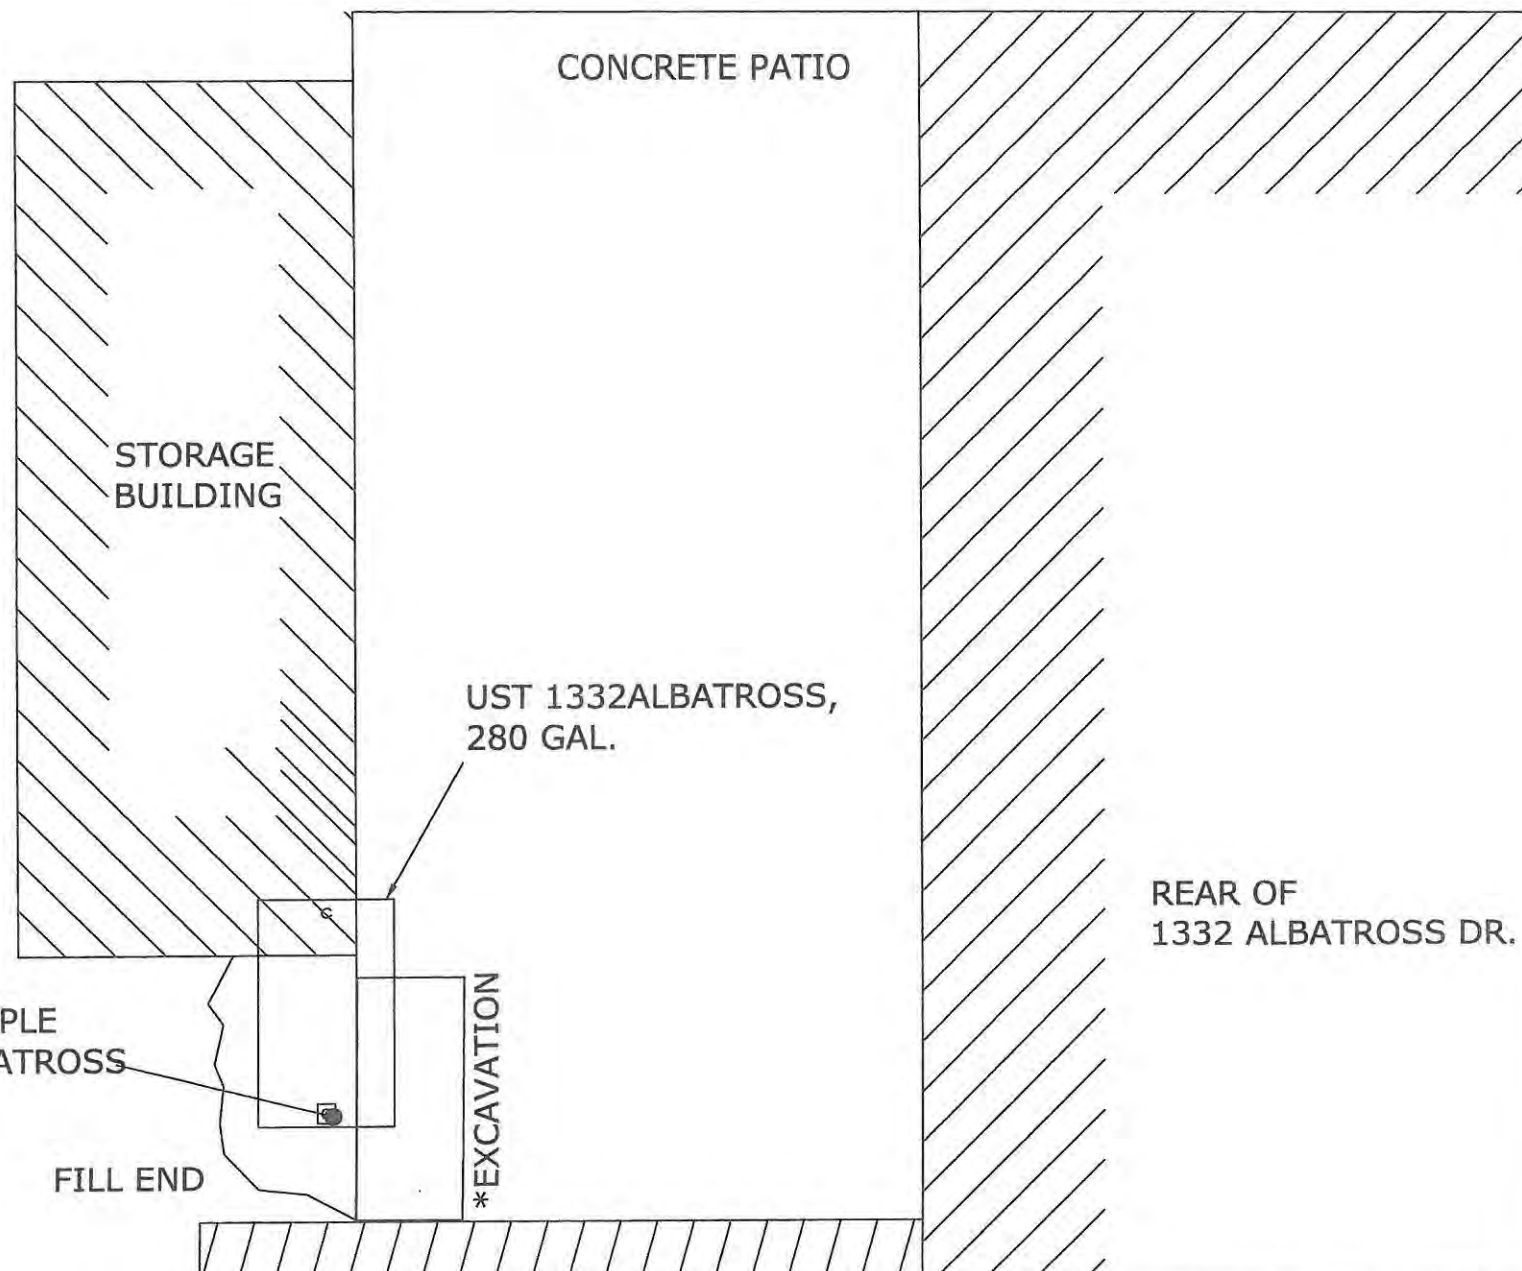 CONCRETE PATIO
STORAGE
BUILDING
UST 1332ALBATROSS,
280 GAL.
REAR OF
1332 ALBATROSS DR.
*EXCAVATION
PLE
ATROSS
FILL END
c